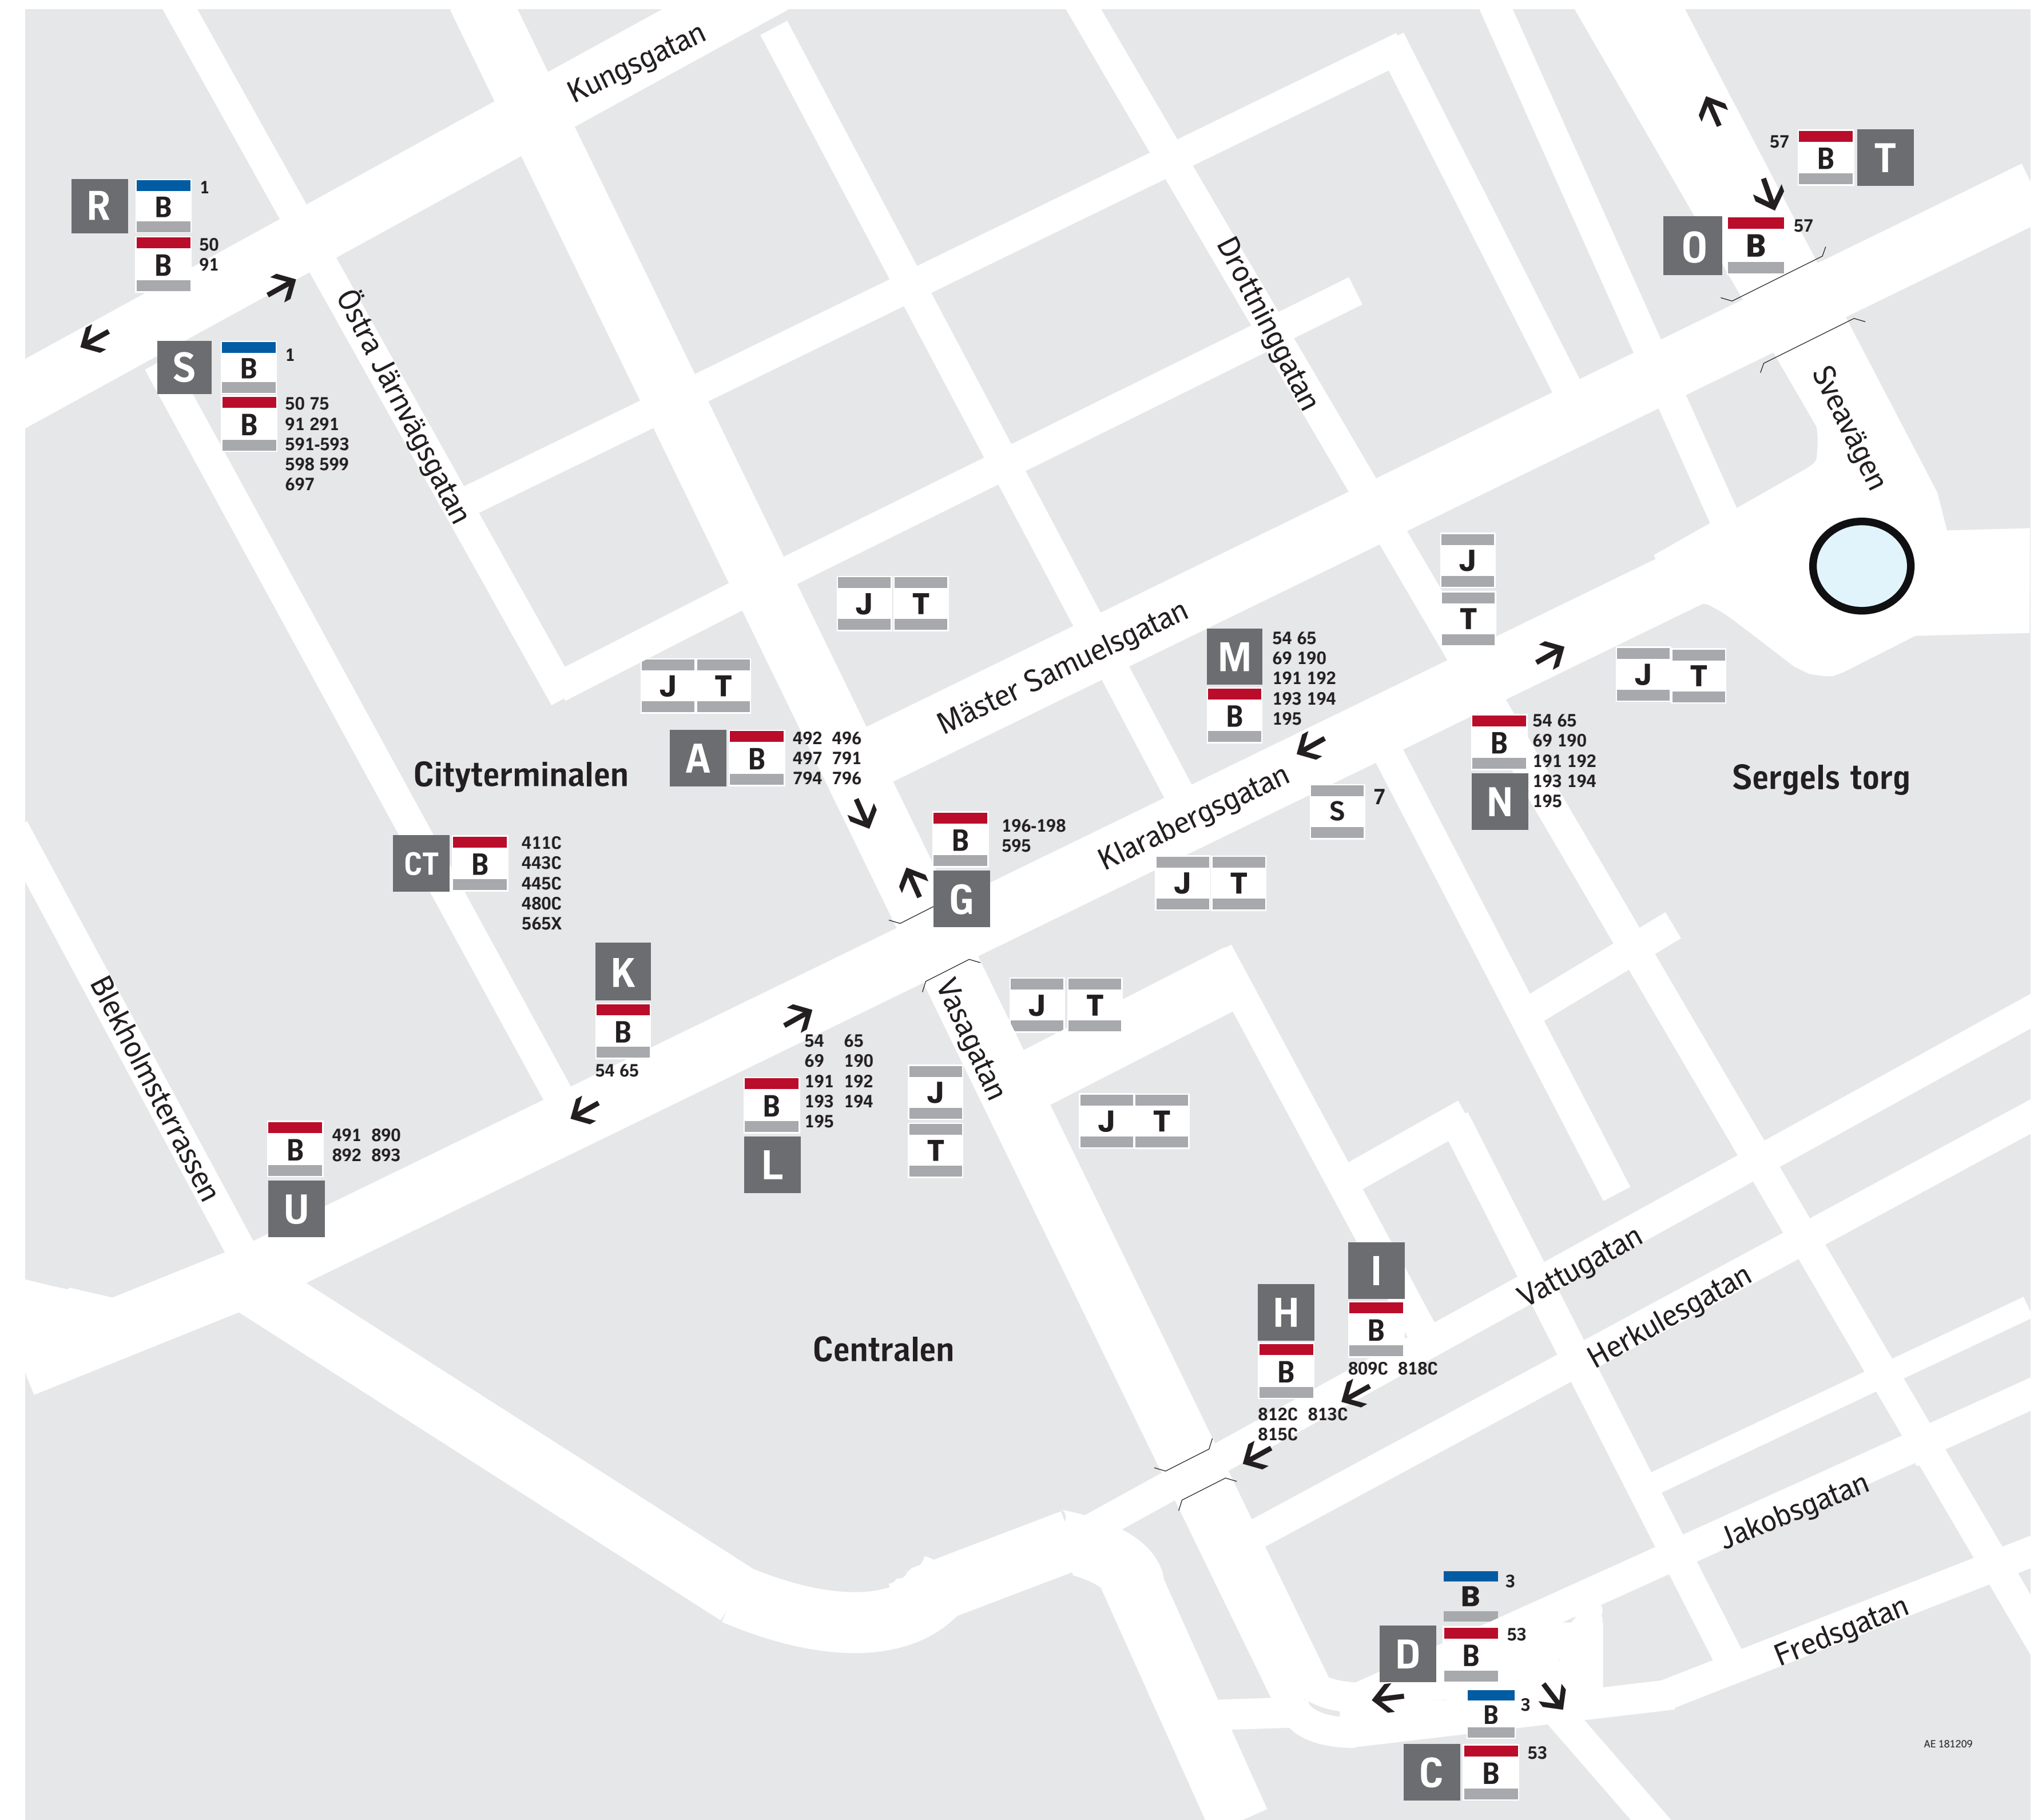 Kungsgatan
R
B
1
B
50
91
S
B
1
B
50 75
91 291
591-593
598 599
697
Östra Järnvägsgatan
Drottninggatan
57
B
T
O
B
57
Sveavägen
J
T
J
T
Mäster Samuelsgatan
M
B
54 65
69 190
191 192
193 194
195
J
T
J
T
A
B
492 496
497 791
794 796
Cityterminalen
CT
B
411C
443C
445C
480C
565X
B
G
196-198
595
Klarabergsgatan
S
7
J
T
B
N
54 65
69 190
191 192
193 194
195
Sergels torg
K
B
54 65
Vasagatan
J
T
Blekholmsterrassen
B
L
54 65
69 190
191 192
193 194
195
J
T
J
T
B
U
491 890
892 893
Centralen
I
B
809C 818C
H
B
812C 813C
815C
Vattugatan
Herkulesgatan
Jakobsgatan
Fredsgatan
B
3
D
B
53
B
3
C
B
53
AE 181209